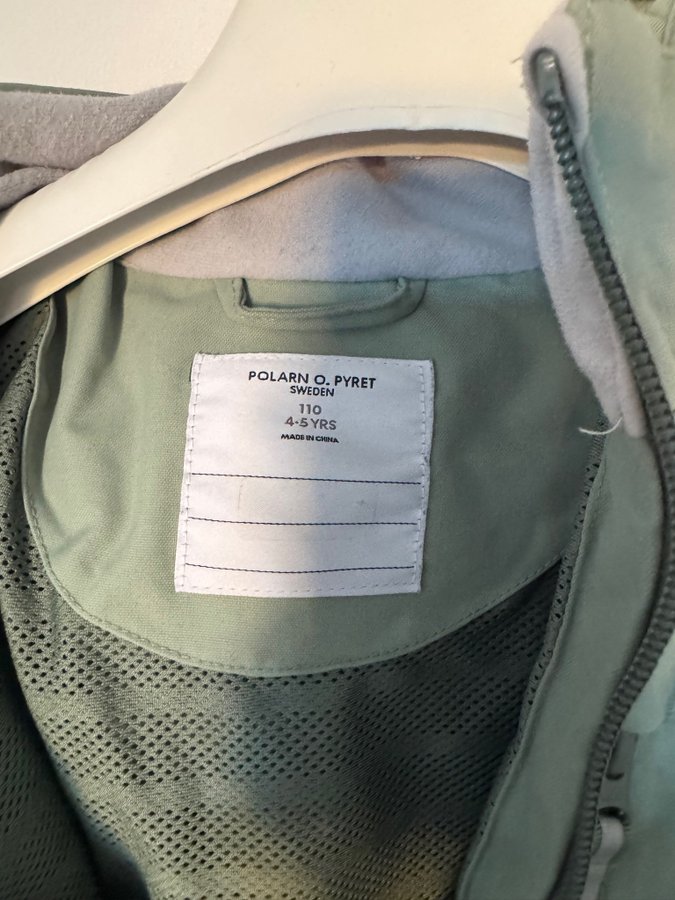 POLARN O. PYRET
SWEDEN
110
4-5 YRS
MADE IN CHINA